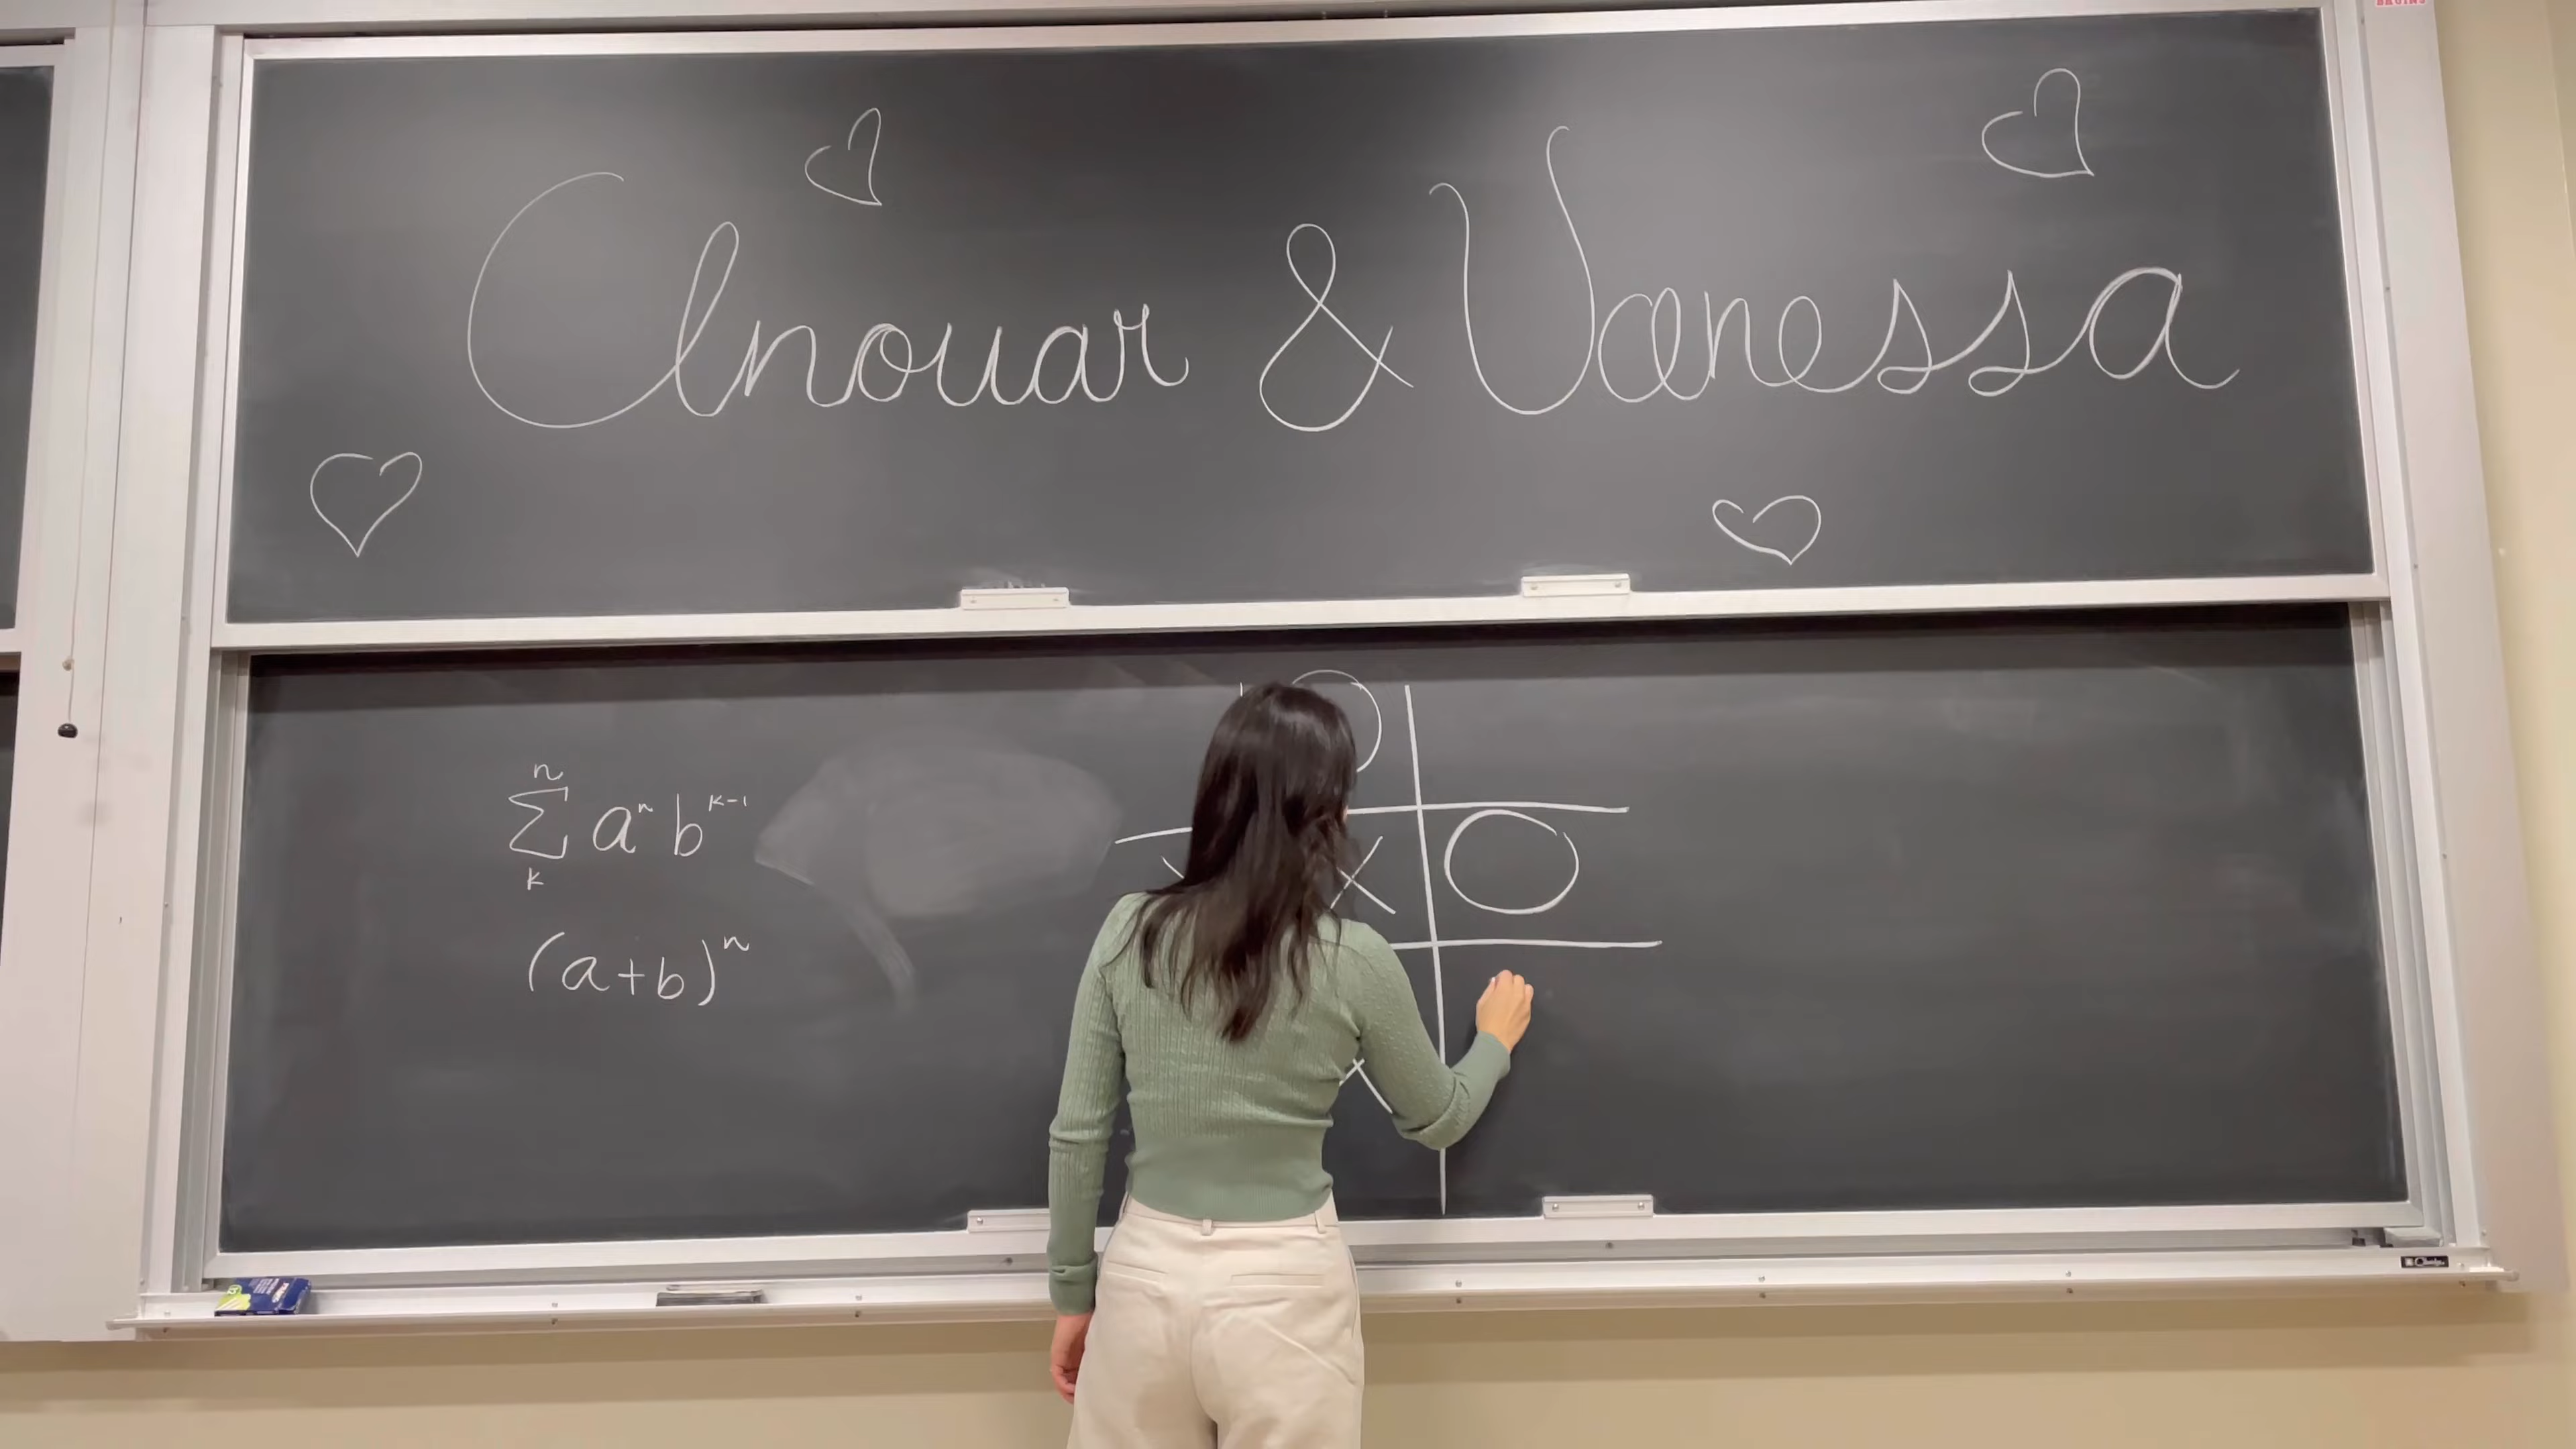 Anouar & Vanessa
n
∑ aⁿ bᵏ⁻¹
k
(a+b)ⁿ
O
X O
X